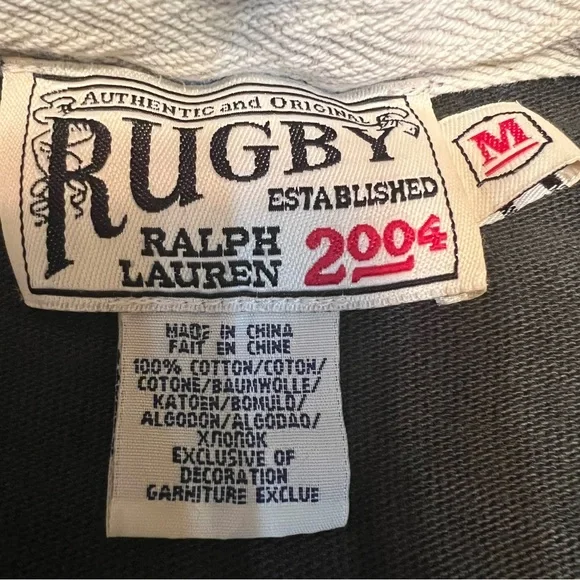 AUTHENTIC and ORIGINAL
RUGBY
ESTABLISHED
RALPH
LAUREN
2004
M
MADE IN CHINA
FAIT EN CHINE
100% COTTON/COTON/
COTONE/BAUMWOLLE/
KATOEN/BOMULD/
ALGODON/ALGODAO/
ХЛОПОК
EXCLUSIVE OF
DECORATION
GARNITURE EXCLUE